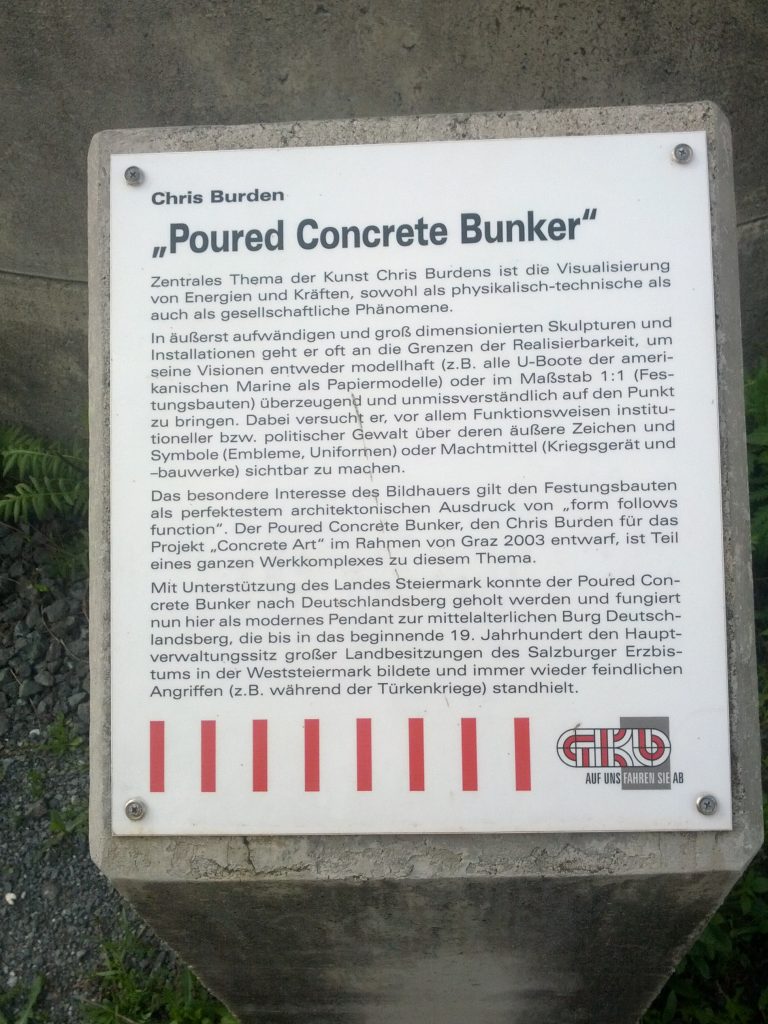 Chris Burden
„Poured Concrete Bunker“
Zentrales Thema der Kunst Chris Burdens ist die Visualisierung
von Energien und Kräften, sowohl als physikalisch-technische als
auch als gesellschaftliche Phänomene.
In äußerst aufwändigen und groß dimensionierten Skulpturen und
Installationen geht er oft an die Grenzen der Realisierbarkeit, um
seine Visionen entweder modellhaft (z.B. alle U-Boote der ameri-
kanischen Marine als Papiermodelle) oder im Maßstab 1:1 (Fes-
tungsbauten) überzeugend und unmissverständlich auf den Punkt
zu bringen. Dabei versucht er, vor allem Funktionsweisen institu-
tioneller bzw. politischer Gewalt über deren äußere Zeichen und
Symbole (Embleme, Uniformen) oder Machtmittel (Kriegsgerät und
–bauwerke) sichtbar zu machen.
Das besondere Interesse des Bildhauers gilt den Festungsbauten
als perfektestem architektonischen Ausdruck von „form follows
function“. Der Poured Concrete Bunker, den Chris Burden für das
Projekt „Concrete Art“ im Rahmen von Graz 2003 entwarf, ist Teil
eines ganzen Werkkomplexes zu diesem Thema.
Mit Unterstützung des Landes Steiermark konnte der Poured Con-
crete Bunker nach Deutschlandsberg geholt werden und fungiert
nun hier als modernes Pendant zur mittelalterlichen Burg Deutsch-
landsberg, die bis in das beginnende 19. Jahrhundert den Haupt-
verwaltungssitz großer Landbesitzungen des Salzburger Erzbis-
tums in der Weststeiermark bildete und immer wieder feindlichen
Angriffen (z.B. während der Türkenkriege) standhielt.
GKB
AUF UNS FAHREN SIE AB